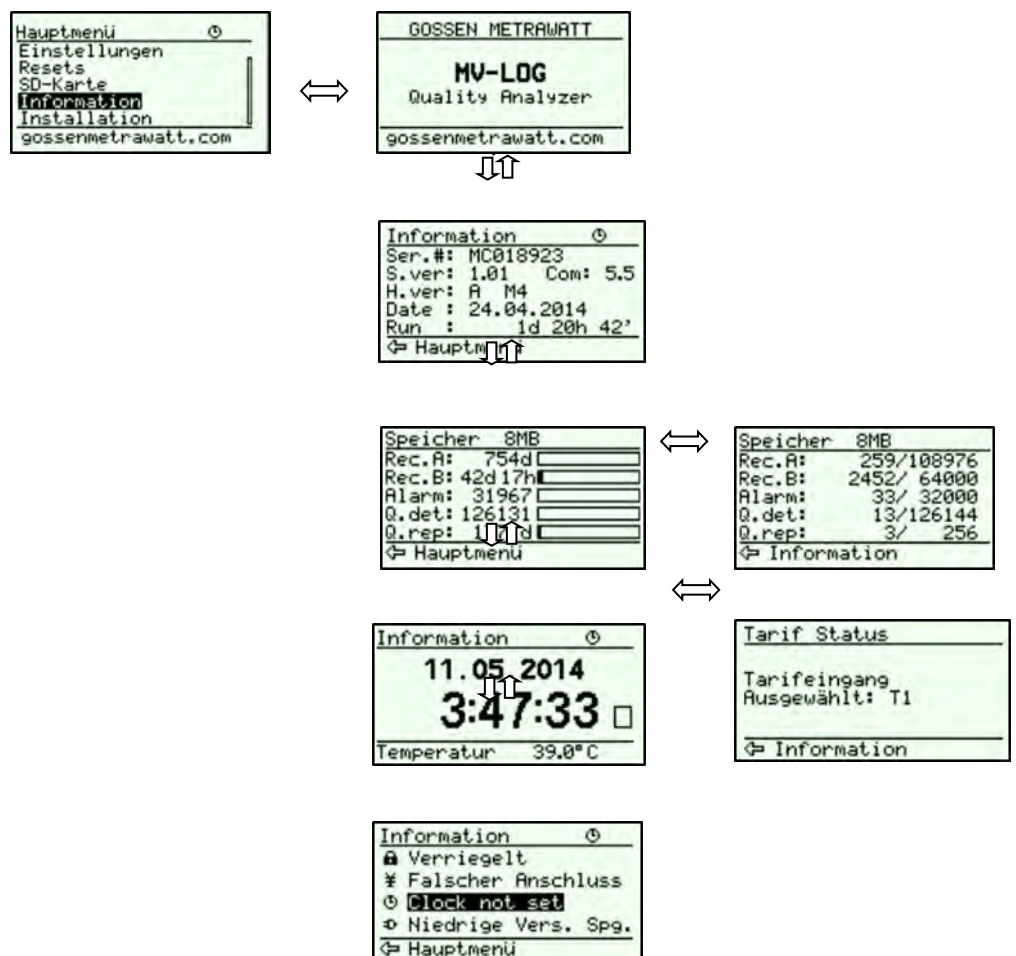 Hauptmenü
Einstellungen
Resets
SD-Karte
Information
Installation
gossenmetrawatt.com
GOSSEN METRAWATT
MV-LOG
Quality Analyzer
gossenmetrawatt.com
Information
Ser.#: MC018923
S.ver: 1.01 Com: 5.5
H.ver: A M4
Date : 24.04.2014
Run : 1d 20h 42'
Hauptmenü
Speicher 8MB
Rec.A: 754d
Rec.B: 42d 17h
Alarm: 31967
Q.det: 126131
Q.rep:
Hauptmenü
Speicher 8MB
Rec.A: 259/108976
Rec.B: 2452/ 64000
Alarm: 33/ 32000
Q.det: 13/126144
Q.rep: 3/ 256
Information
Information
11.05.2014
3:47:33
Temperatur 39.0°C
Tarif Status
Tarifeingang
Ausgewählt: T1
Information
Information
Verriegelt
Falscher Anschluss
Clock not set
Niedrige Vers. Spg.
Hauptmenü